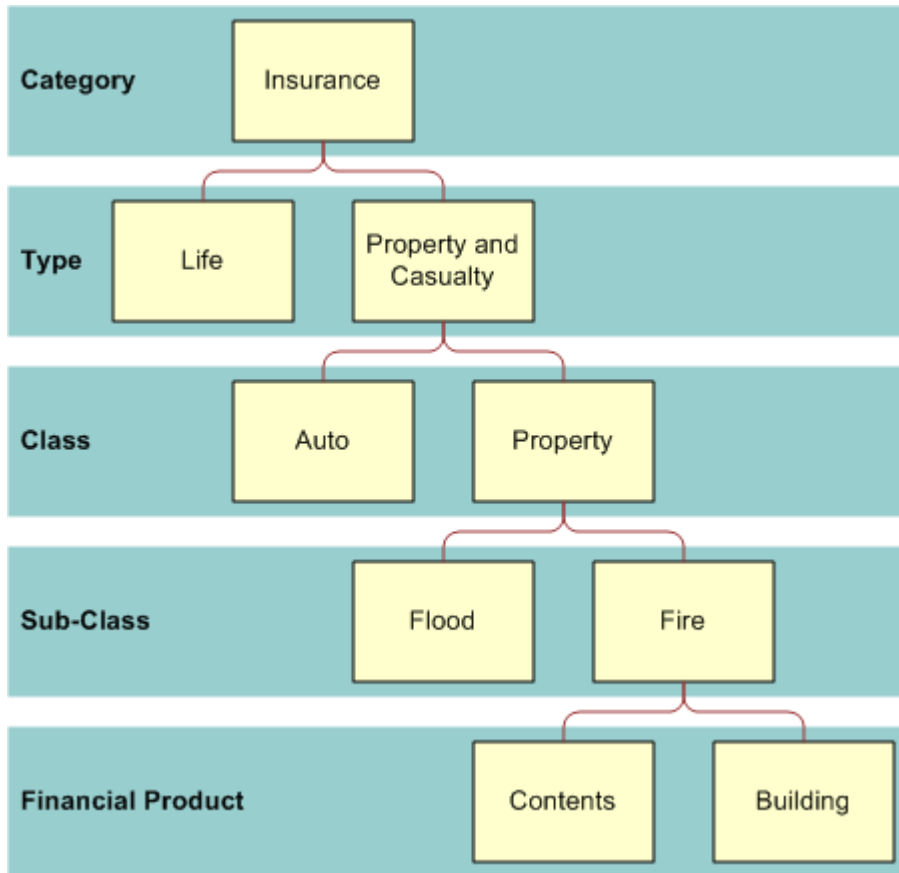 Category
Insurance
Type
Life
Property and
Casualty
Class
Auto
Property
Sub-Class
Flood
Fire
Financial Product
Contents
Building